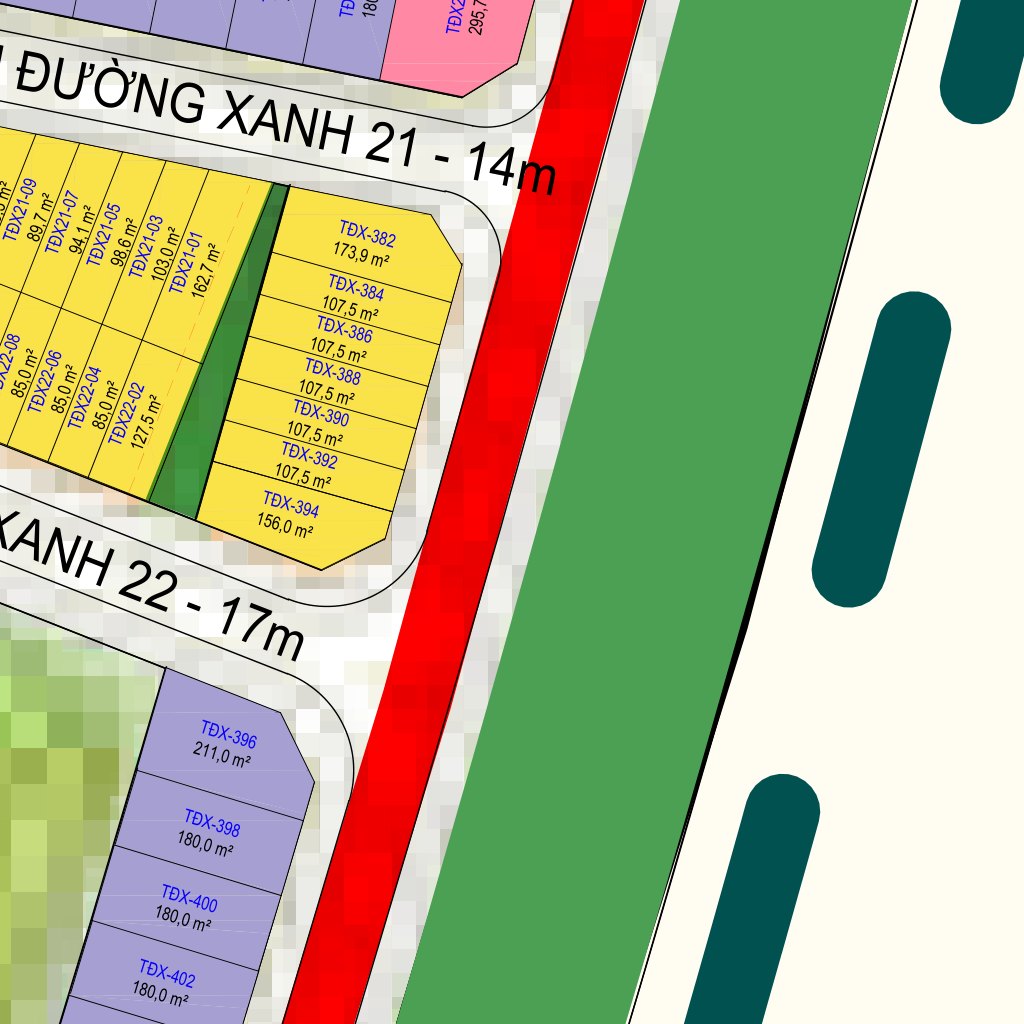 ĐƯỜNG XANH 21 - 14m
TĐX21-09
89,7 m²
TĐX21-07
94,1 m²
TĐX21-05
98,6 m²
TĐX21-03
103,0 m²
TĐX21-01
162,7 m²
TĐX-382
173,9 m²
TĐX-384
107,5 m²
TĐX-386
107,5 m²
TĐX-388
107,5 m²
TĐX-390
107,5 m²
TĐX-392
107,5 m²
TĐX-394
156,0 m²
85,0 m²
TĐX22-06
85,0 m²
TĐX22-04
85,0 m²
TĐX22-02
127,5 m²
XANH 22 - 17m
TĐX-396
211,0 m²
TĐX-398
180,0 m²
TĐX-400
180,0 m²
TĐX-402
180,0 m²